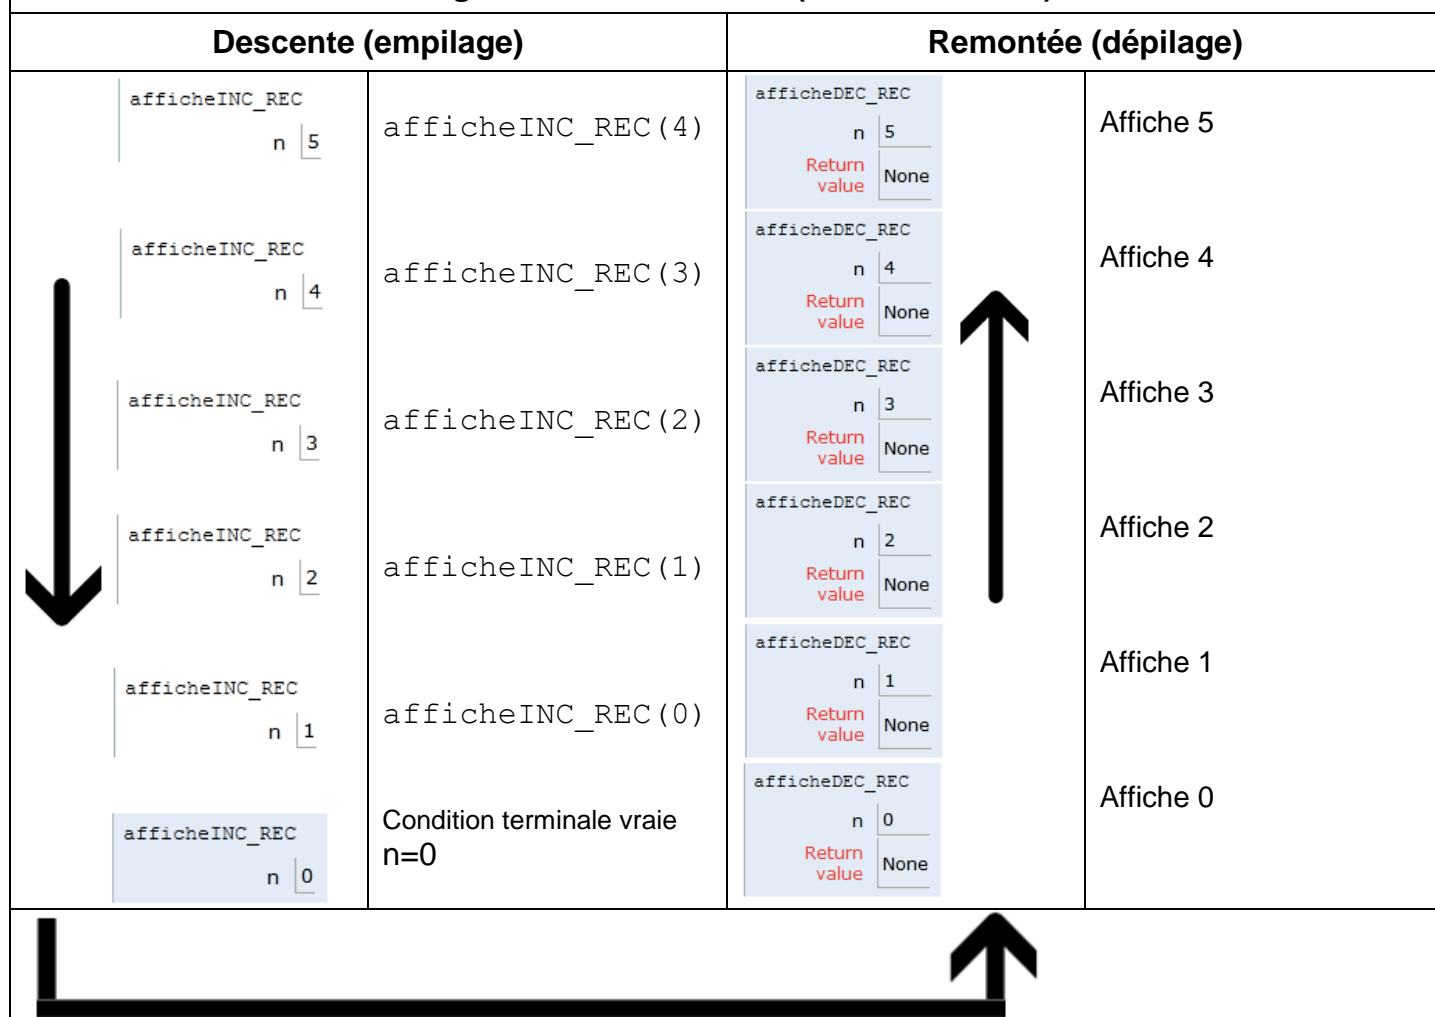 Descente (empilage)
Remontée (dépilage)
afficheINC_REC
n 5
afficheINC_REC(4)
afficheDEC_REC
n 5
Return
value None
Affiche 5
afficheINC_REC
n 4
afficheINC_REC(3)
afficheDEC_REC
n 4
Return
value None
Affiche 4
afficheINC_REC
n 3
afficheINC_REC(2)
afficheDEC_REC
n 3
Return
value None
Affiche 3
afficheINC_REC
n 2
afficheINC_REC(1)
afficheDEC_REC
n 2
Return
value None
Affiche 2
afficheINC_REC
n 1
afficheINC_REC(0)
afficheDEC_REC
n 1
Return
value None
Affiche 1
afficheINC_REC
n 0
Condition terminale vraie
n=0
afficheDEC_REC
n 0
Return
value None
Affiche 0